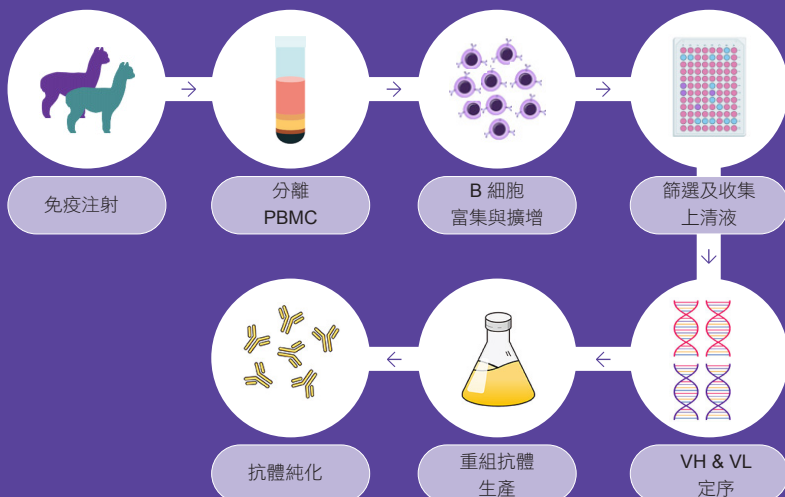 免疫注射
分離
PBMC
B 細胞
富集與擴增
篩選及收集
上清液
VH & VL
定序
重組抗體
生產
抗體純化